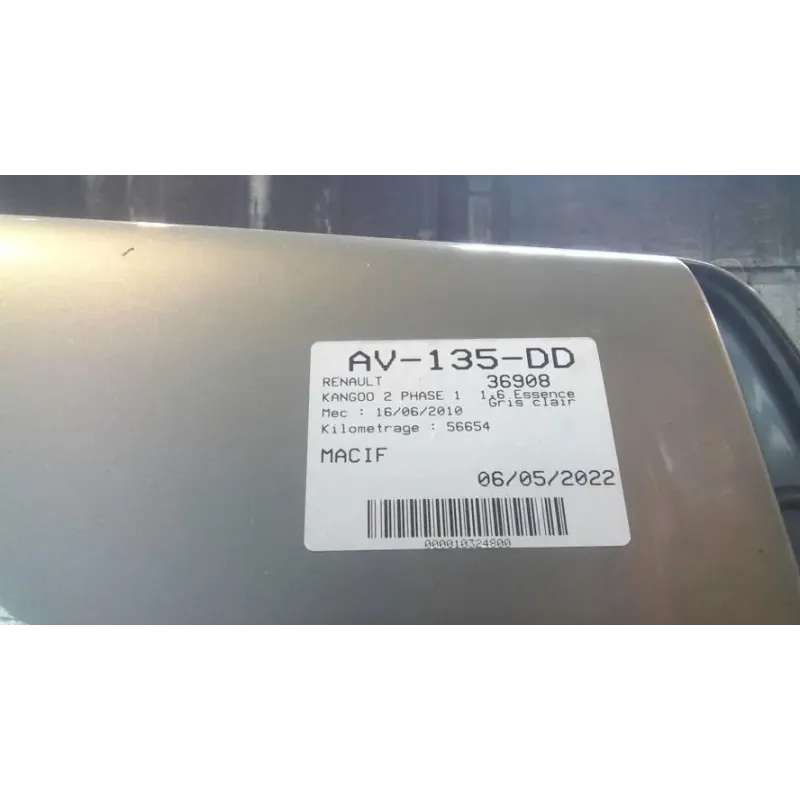 AV-135-DD
RENAULT 36908
KANGOO 2 PHASE 1 1.6 Essence
Gris clair
Mec : 16/06/2010
Kilometrage : 56654
MACIF
06/05/2022
000010324800